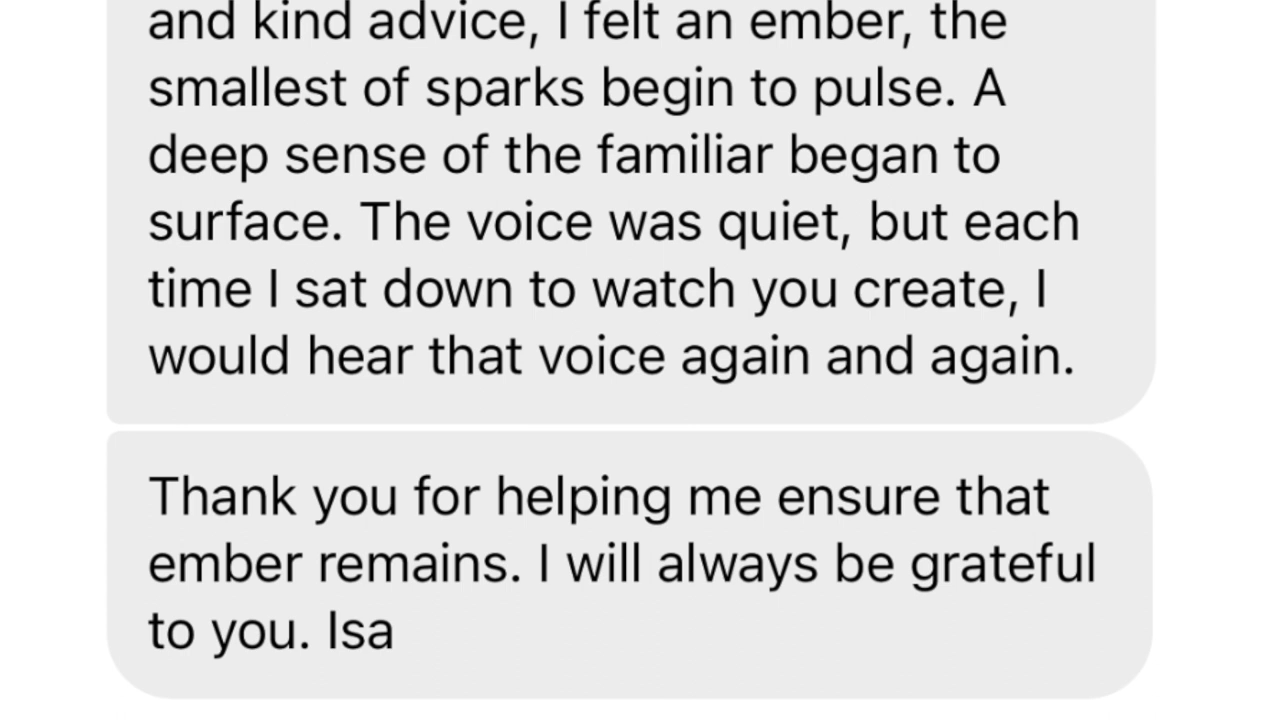 and kind advice, I felt an ember, the
smallest of sparks begin to pulse. A
deep sense of the familiar began to
surface. The voice was quiet, but each
time I sat down to watch you create, I
would hear that voice again and again.
Thank you for helping me ensure that
ember remains. I will always be grateful
to you. Isa